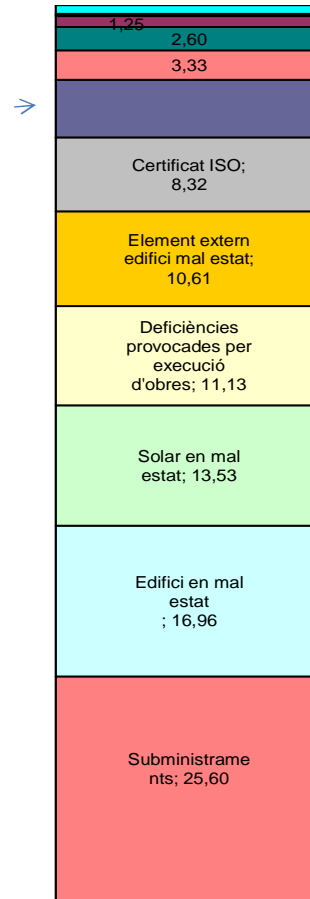 1,25
2,60
3,33
Certificat ISO;
8,32
Element extern
edifici mal estat;
10,61
Deficiències
provocades per
execució
d'obres; 11,13
Solar en mal
estat; 13,53
Edifici en mal
estat
; 16,96
Subministrame
nts; 25,60